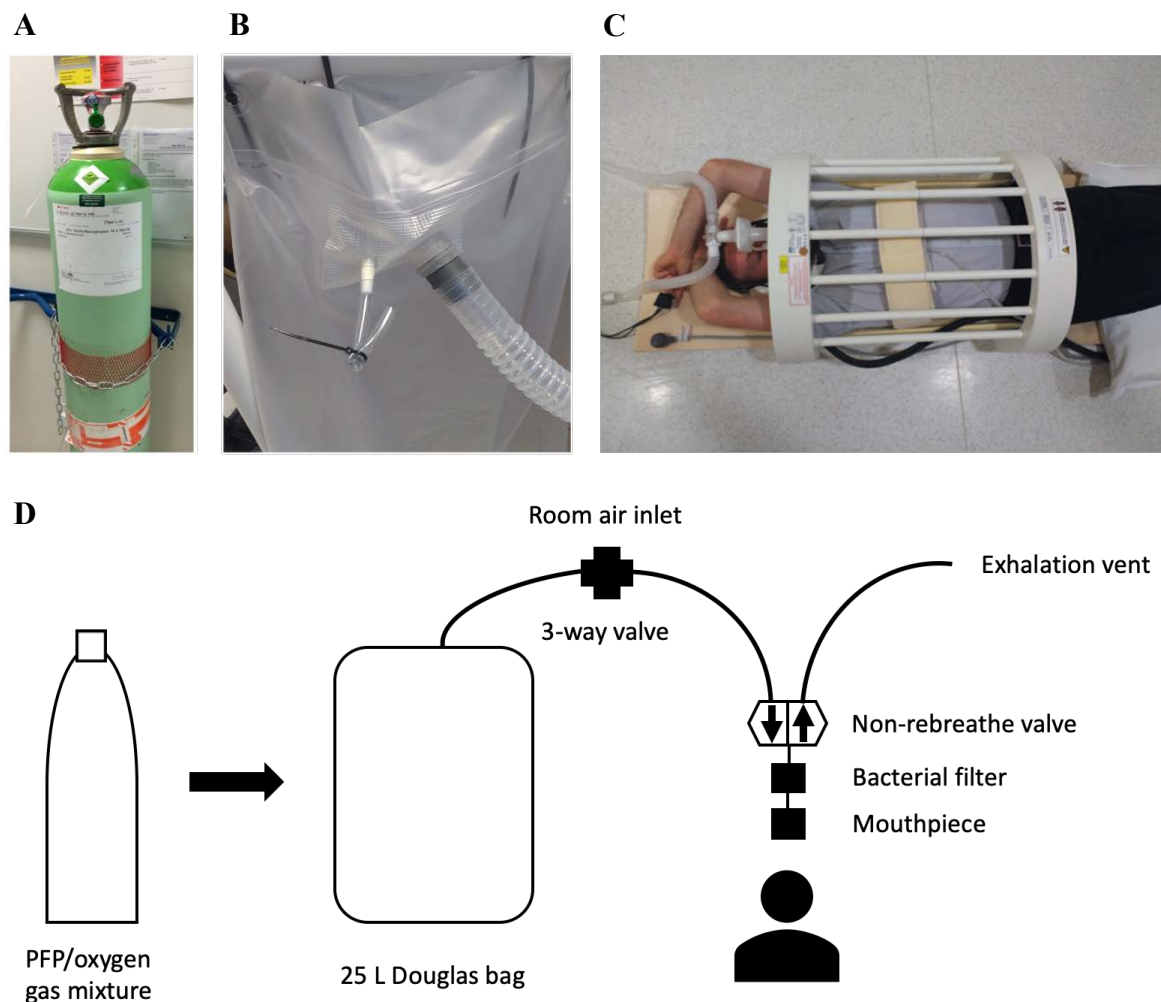 A
B
C
D
Room air inlet
Exhalation vent
3-way valve
Non-rebreathe valve
Bacterial filter
Mouthpiece
PFP/oxygen
gas mixture
25 L Douglas bag